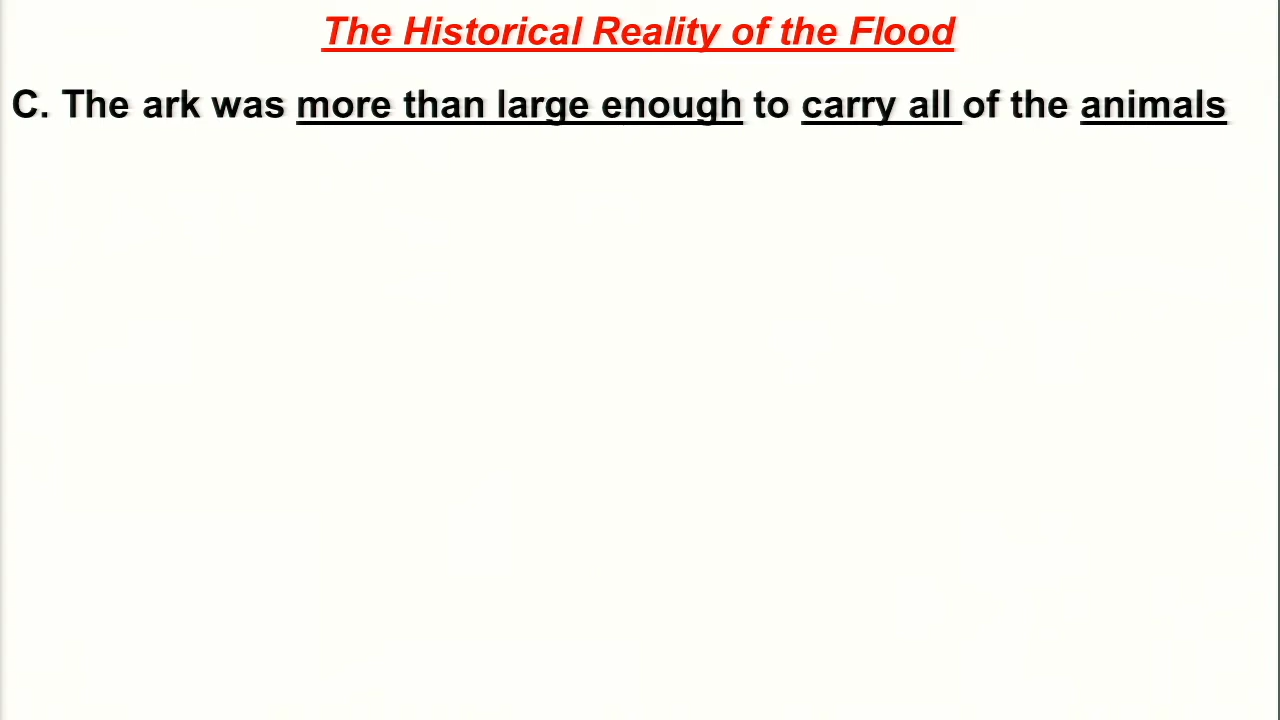 The Historical Reality of the Flood
C. The ark was more than large enough to carry all of the animals